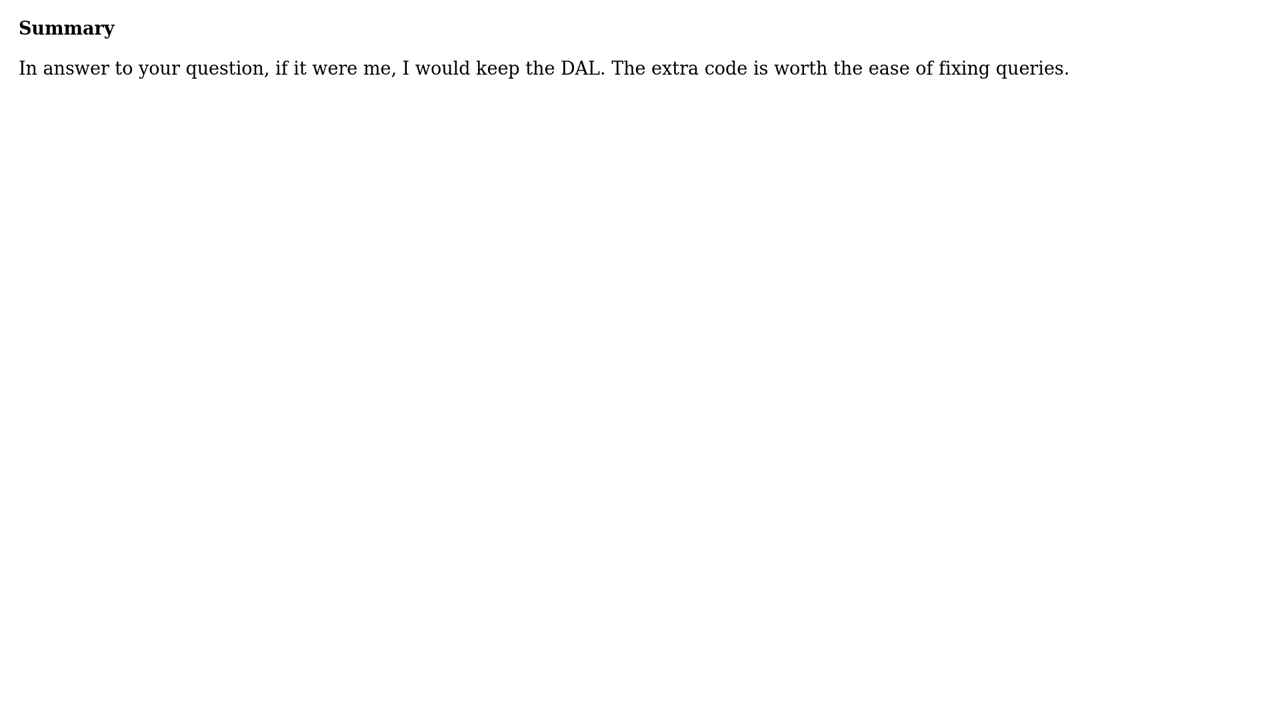 Summary
In answer to your question, if it were me, I would keep the DAL. The extra code is worth the ease of fixing queries.